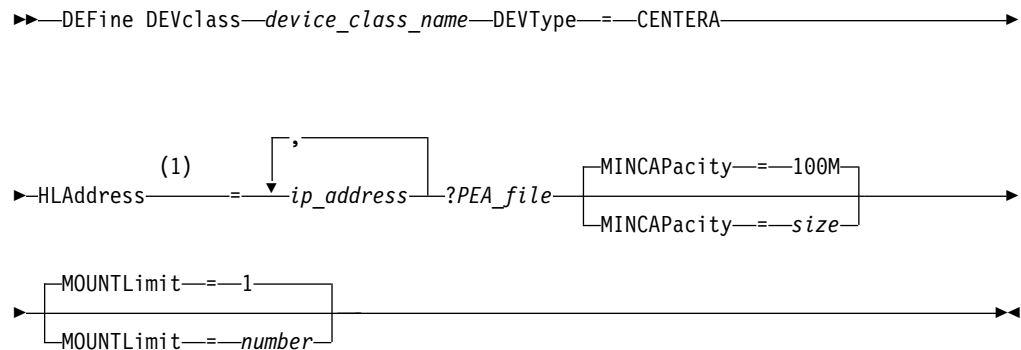 DEFine DEVclass device_class_name DEVType = CENTERA
,
(1)
HLAddress = ip_address ?PEA_file MINCAPacity = 100M
MINCAPacity = size
MOUNTLimit = 1
MOUNTLimit = number